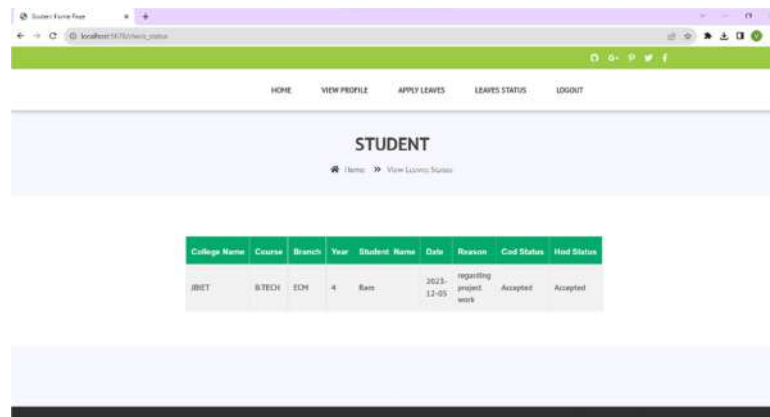 Student Home Page
localhost:5678/check_status
HOME VIEW PROFILE APPLY LEAVES LEAVES STATUS LOGOUT
STUDENT
Home » View Leaves Status
College Name Course Branch Year Student Name Date Reason Cod Status Hod Status
JBIET B.TECH ECM 4 Ram 2023-12-05 regarding project work Accepted Accepted